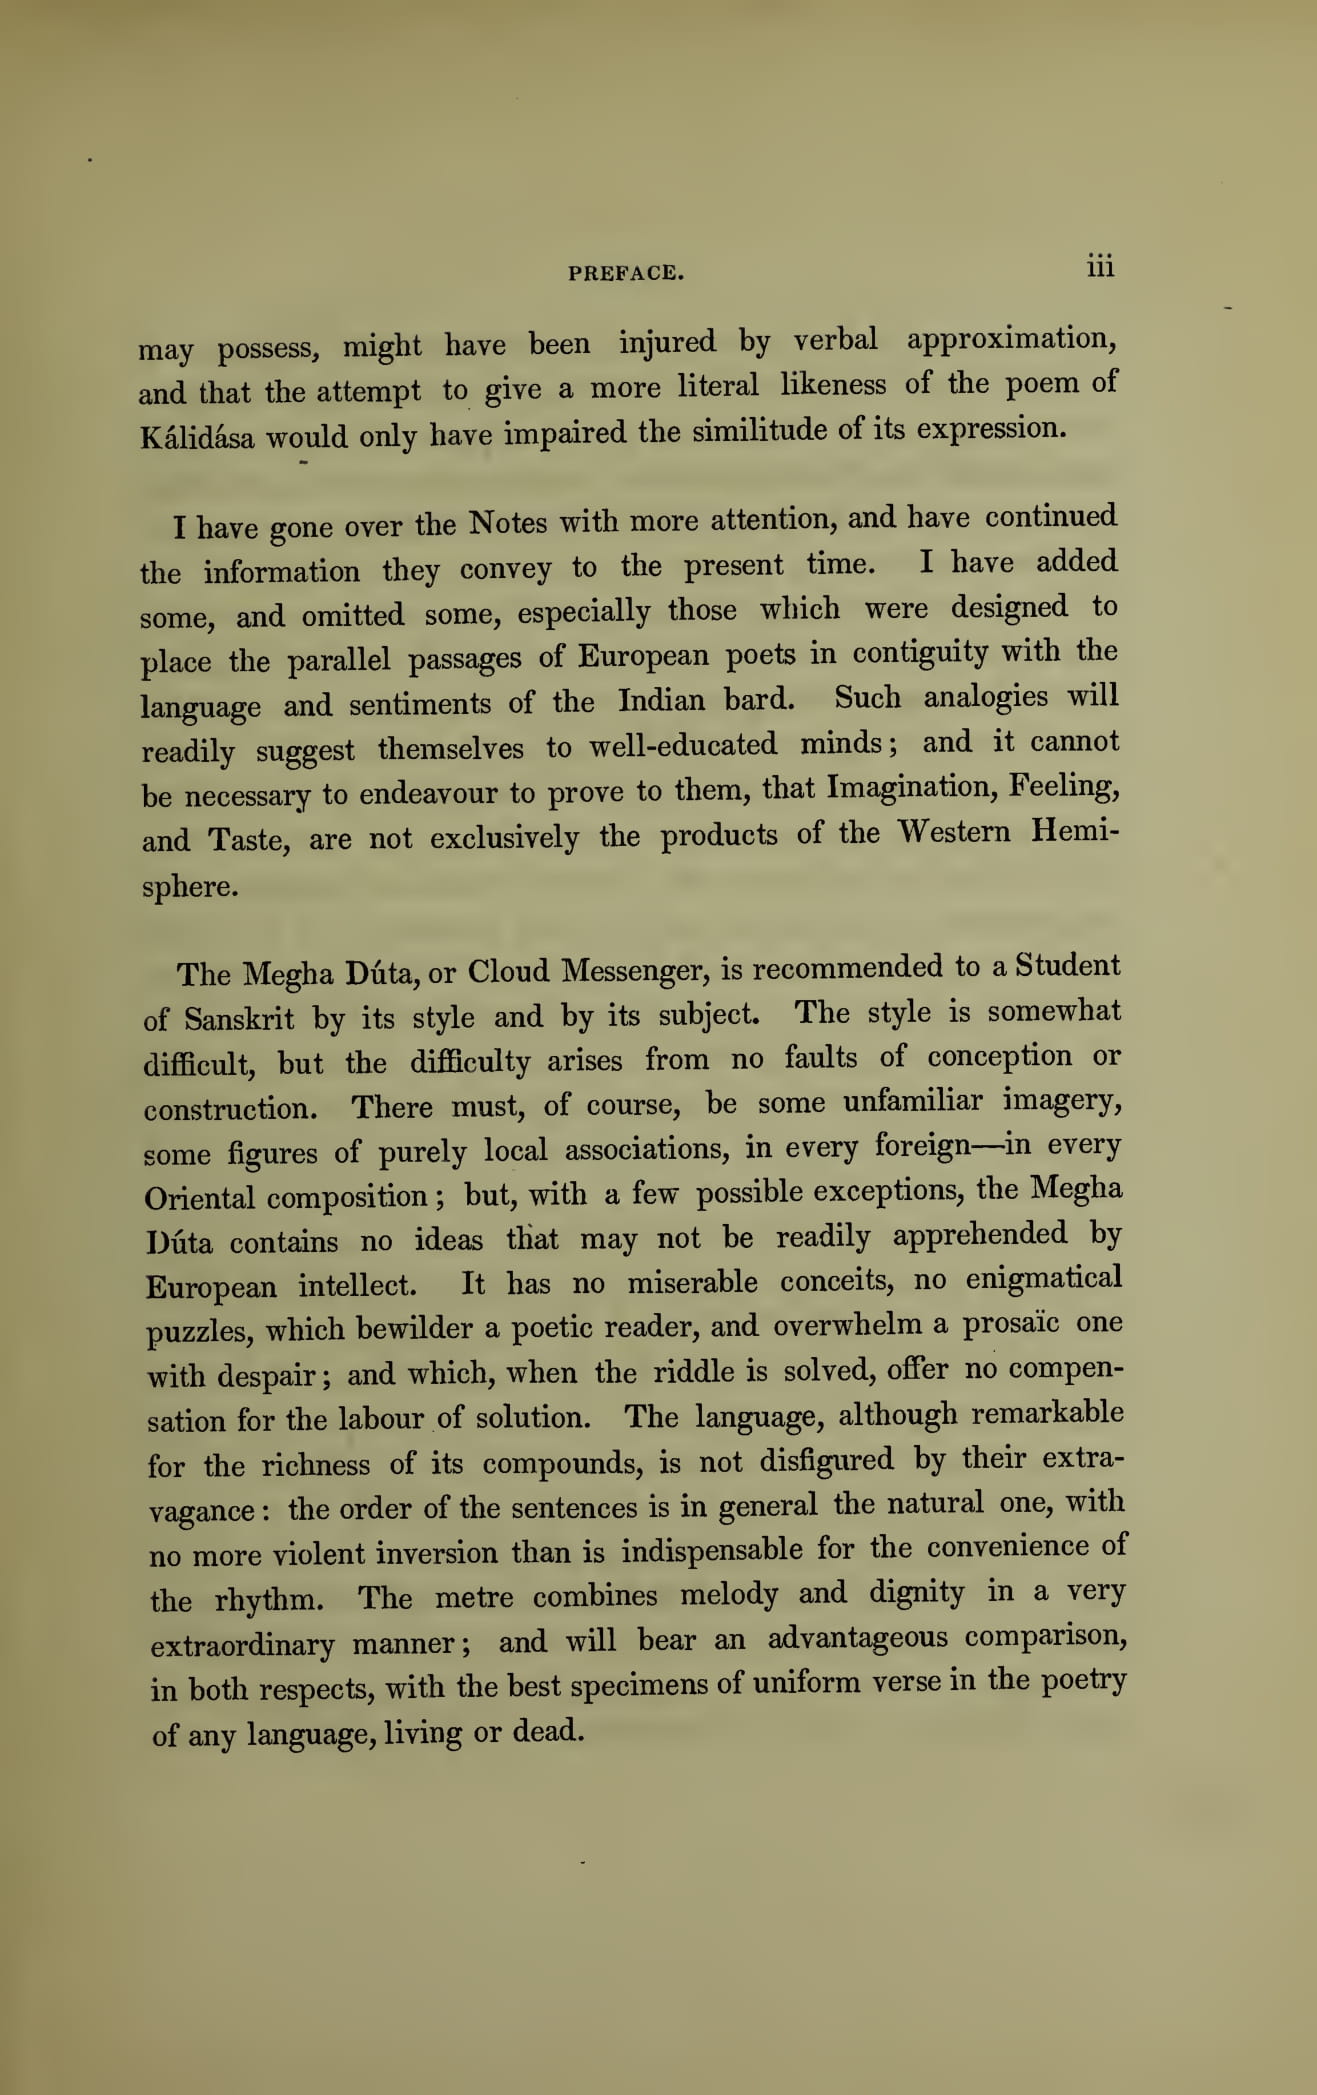 PREFACE. iii
may possess, might have been injured by verbal approximation,
and that the attempt to give a more literal likeness of the poem of
Kálidása would only have impaired the similitude of its expression.
I have gone over the Notes with more attention, and have continued
the information they convey to the present time. I have added
some, and omitted some, especially those which were designed to
place the parallel passages of European poets in contiguity with the
language and sentiments of the Indian bard. Such analogies will
readily suggest themselves to well-educated minds; and it cannot
be necessary to endeavour to prove to them, that Imagination, Feeling,
and Taste, are not exclusively the products of the Western Hemi-
sphere.
The Megha Dúta, or Cloud Messenger, is recommended to a Student
of Sanskrit by its style and by its subject. The style is somewhat
difficult, but the difficulty arises from no faults of conception or
construction. There must, of course, be some unfamiliar imagery,
some figures of purely local associations, in every foreign—in every
Oriental composition; but, with a few possible exceptions, the Megha
Dúta contains no ideas that may not be readily apprehended by
European intellect. It has no miserable conceits, no enigmatical
puzzles, which bewilder a poetic reader, and overwhelm a prosaïc one
with despair; and which, when the riddle is solved, offer no compen-
sation for the labour of solution. The language, although remarkable
for the richness of its compounds, is not disfigured by their extra-
vagance: the order of the sentences is in general the natural one, with
no more violent inversion than is indispensable for the convenience of
the rhythm. The metre combines melody and dignity in a very
extraordinary manner; and will bear an advantageous comparison,
in both respects, with the best specimens of uniform verse in the poetry
of any language, living or dead.